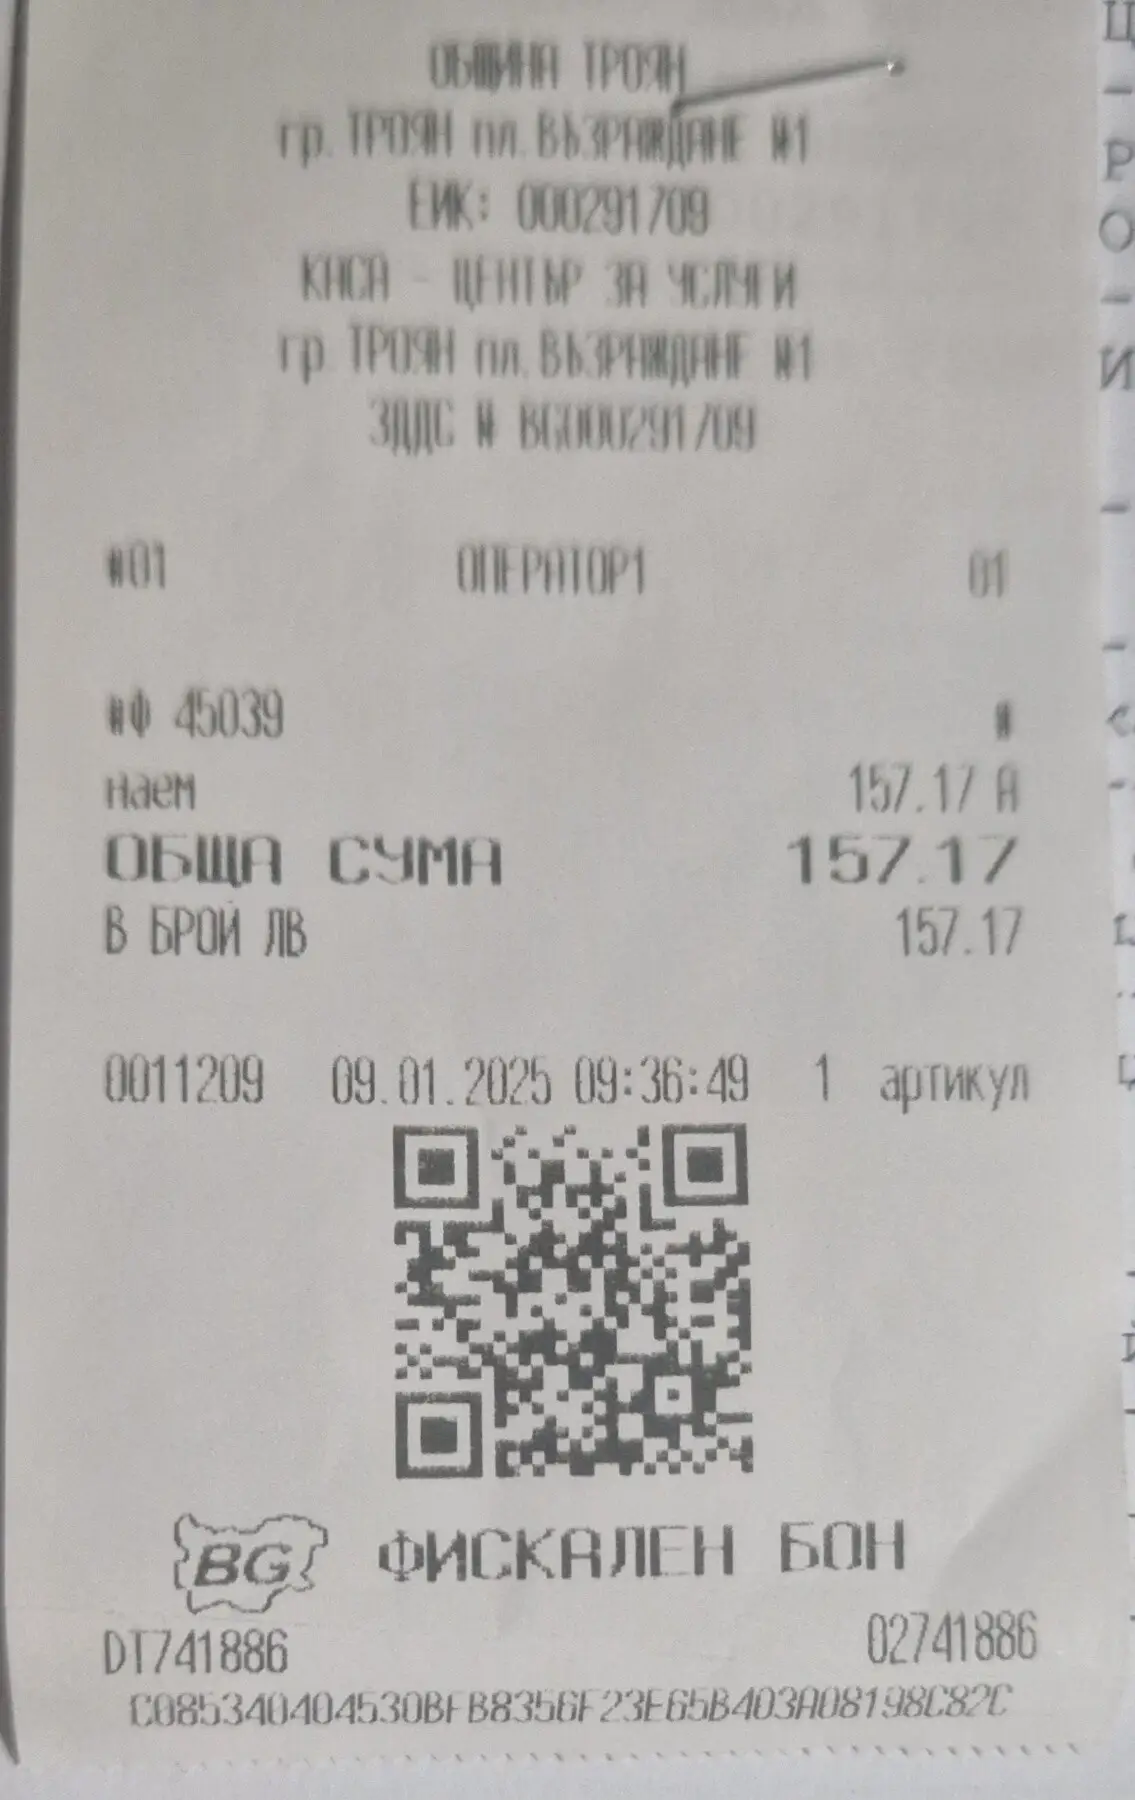 ОБЩИНА ТРОЯН
гр. ТРОЯН пл. ВЪЗРАЖДАНЕ №1
ЕИК: 000291709
КАСА - ЦЕНТЪР ЗА УСЛУГИ
гр. ТРОЯН пл. ВЪЗРАЖДАНЕ №1
ЗДДС № BG000291709
#01 ОПЕРАТОР1 01
#Ф 45039 #
наем 157.17 А
ОБЩА СУМА 157.17
В БРОЙ ЛВ 157.17
0011209 09.01.2025 09:36:49 1 артикул
BG ФИСКАЛЕН БОН
DT741886 02741886
C085340404530BFB8356F23E65B403A08198C82C